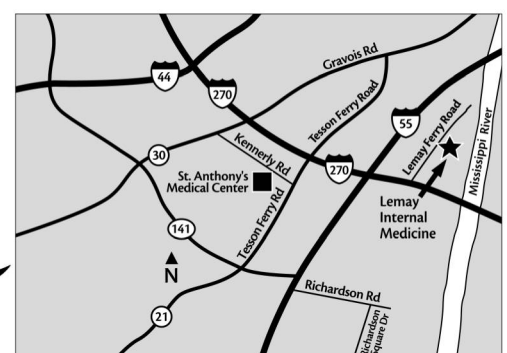 44
270
Gravois Rd
Tesson Ferry Road
55
Lemay Ferry Road
Mississippi River
30
Kennerly Rd
270
St. Anthony's
Medical Center
Tesson Ferry Rd
Lemay
Internal
Medicine
141
N
Richardson Rd
21
Richardson
Square Dr